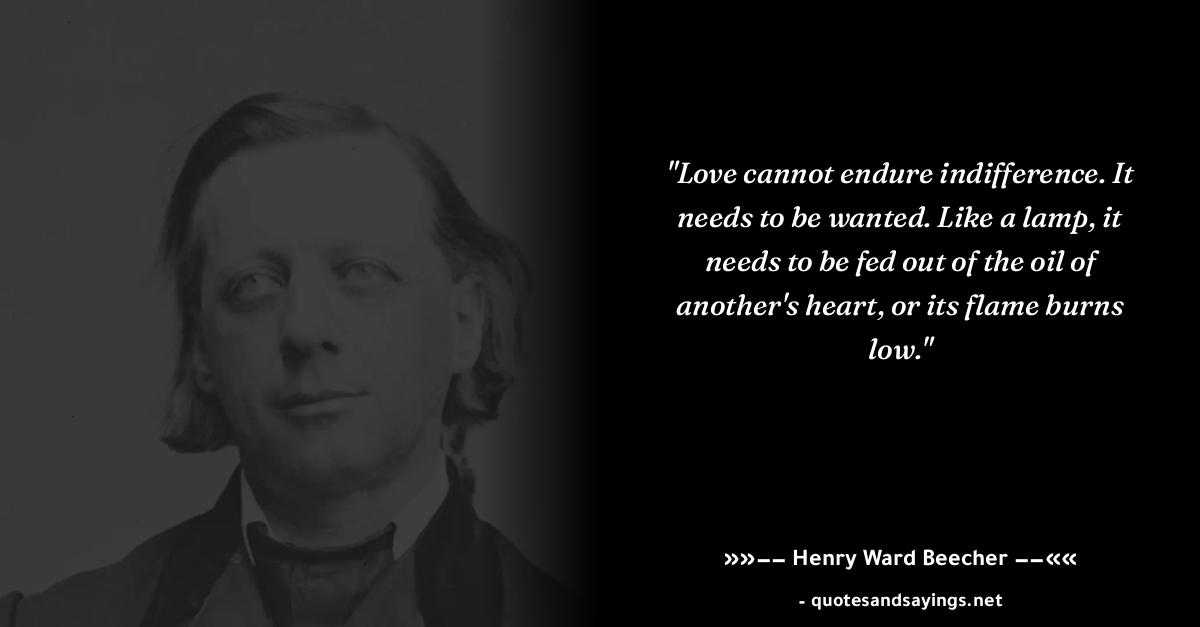 "Love cannot endure indifference. It
needs to be wanted. Like a lamp, it
needs to be fed out of the oil of
another's heart, or its flame burns
low."
»»−− Henry Ward Beecher −−««
- quotesandsayings.net